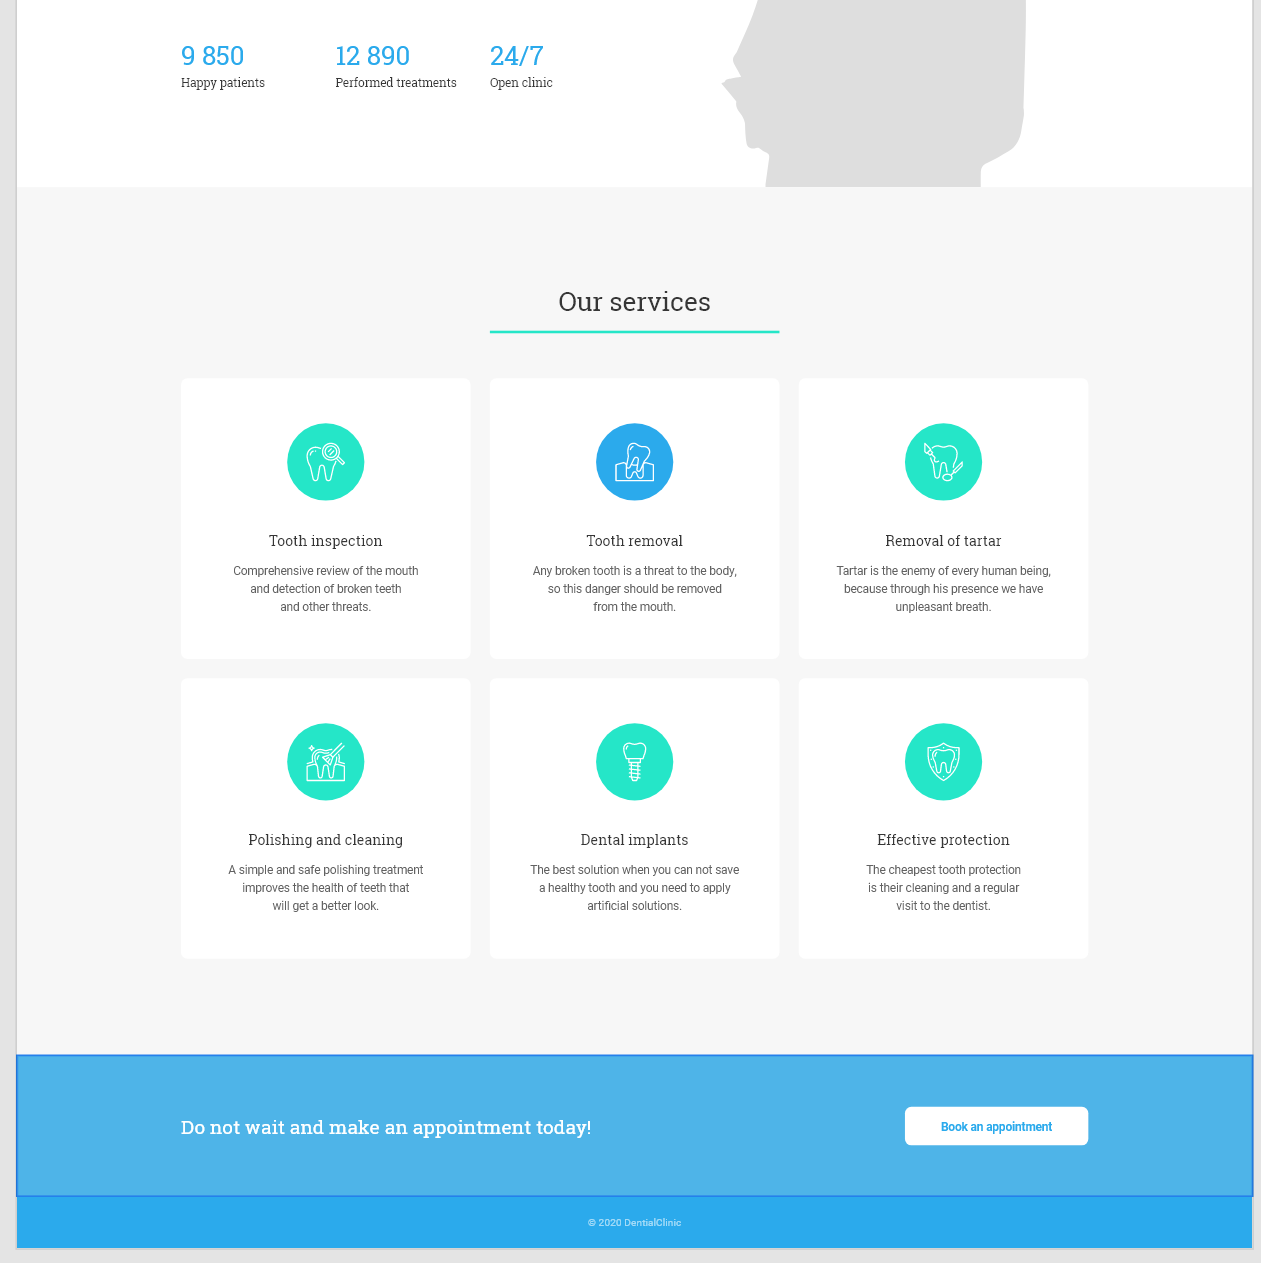 9 850
12 890
24/7
Happy patients
Performed treatments
Open clinic
Our services
Tooth inspection
Comprehensive review of the mouth
and detection of broken teeth
and other threats.
Tooth removal
Any broken tooth is a threat to the body,
so this danger should be removed
from the mouth.
Removal of tartar
Tartar is the enemy of every human being,
because through his presence we have
unpleasant breath.
Polishing and cleaning
A simple and safe polishing treatment
improves the health of teeth that
will get a better look.
Dental implants
The best solution when you can not save
a healthy tooth and you need to apply
artificial solutions.
Effective protection
The cheapest tooth protection
is their cleaning and a regular
visit to the dentist.
Do not wait and make an appointment today!
Book an appointment
© 2020 DentialClinic